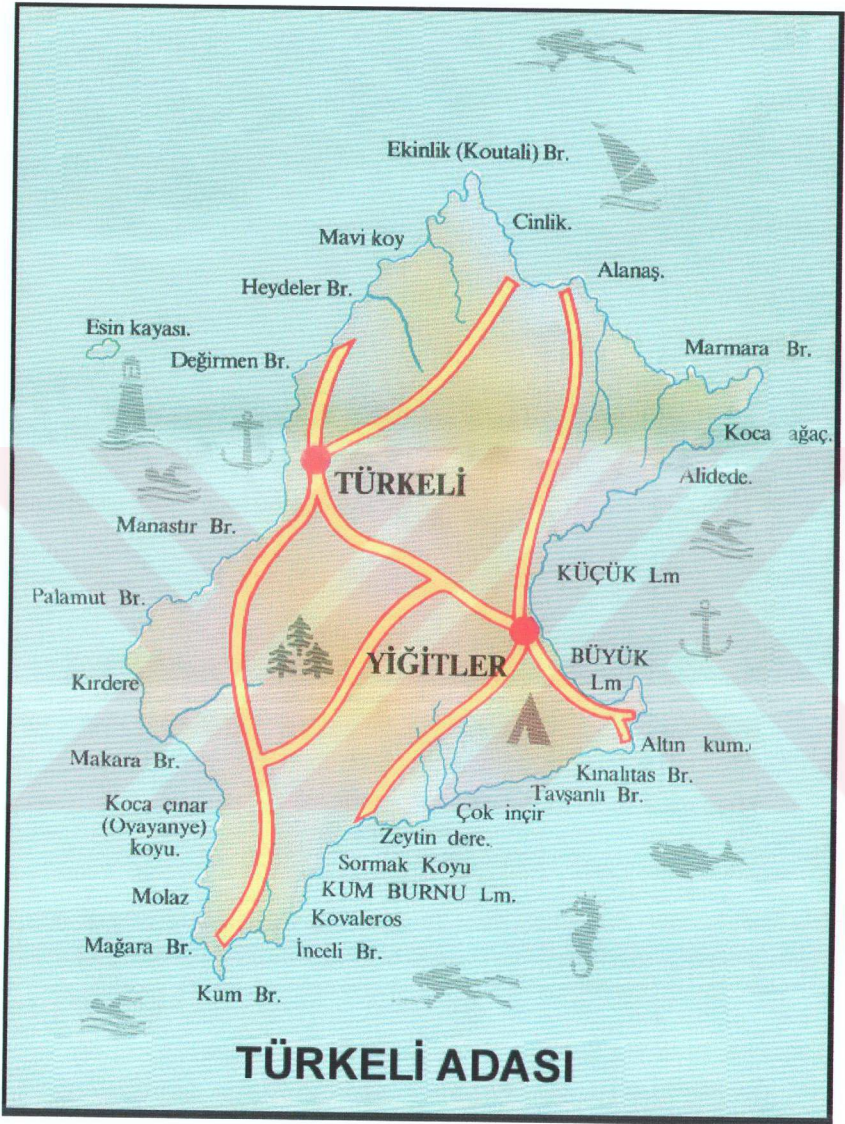 Ekinlik (Koutali) Br.
Cinlik.
Mavi koy
Alanaş.
Heydeler Br.
Esin kayası.
Değirmen Br.
Marmara Br.
Koca ağaç.
TÜRKELİ
Alidede.
Manastır Br.
KÜÇÜK Lm
Palamut Br.
YİĞİTLER
BÜYÜK
Lm
Kırdere
Altın kum.
Makara Br.
Kınalıtas Br.
Tavşanlı Br.
Koca çınar
(Ovayanye)
koyu.
Çok inçir
Zeytin dere.
Sormak Koyu
KUM BURNU Lm.
Molaz
Kovaleros
Mağara Br.
İnceli Br.
Kum Br.
TÜRKELİ ADASI